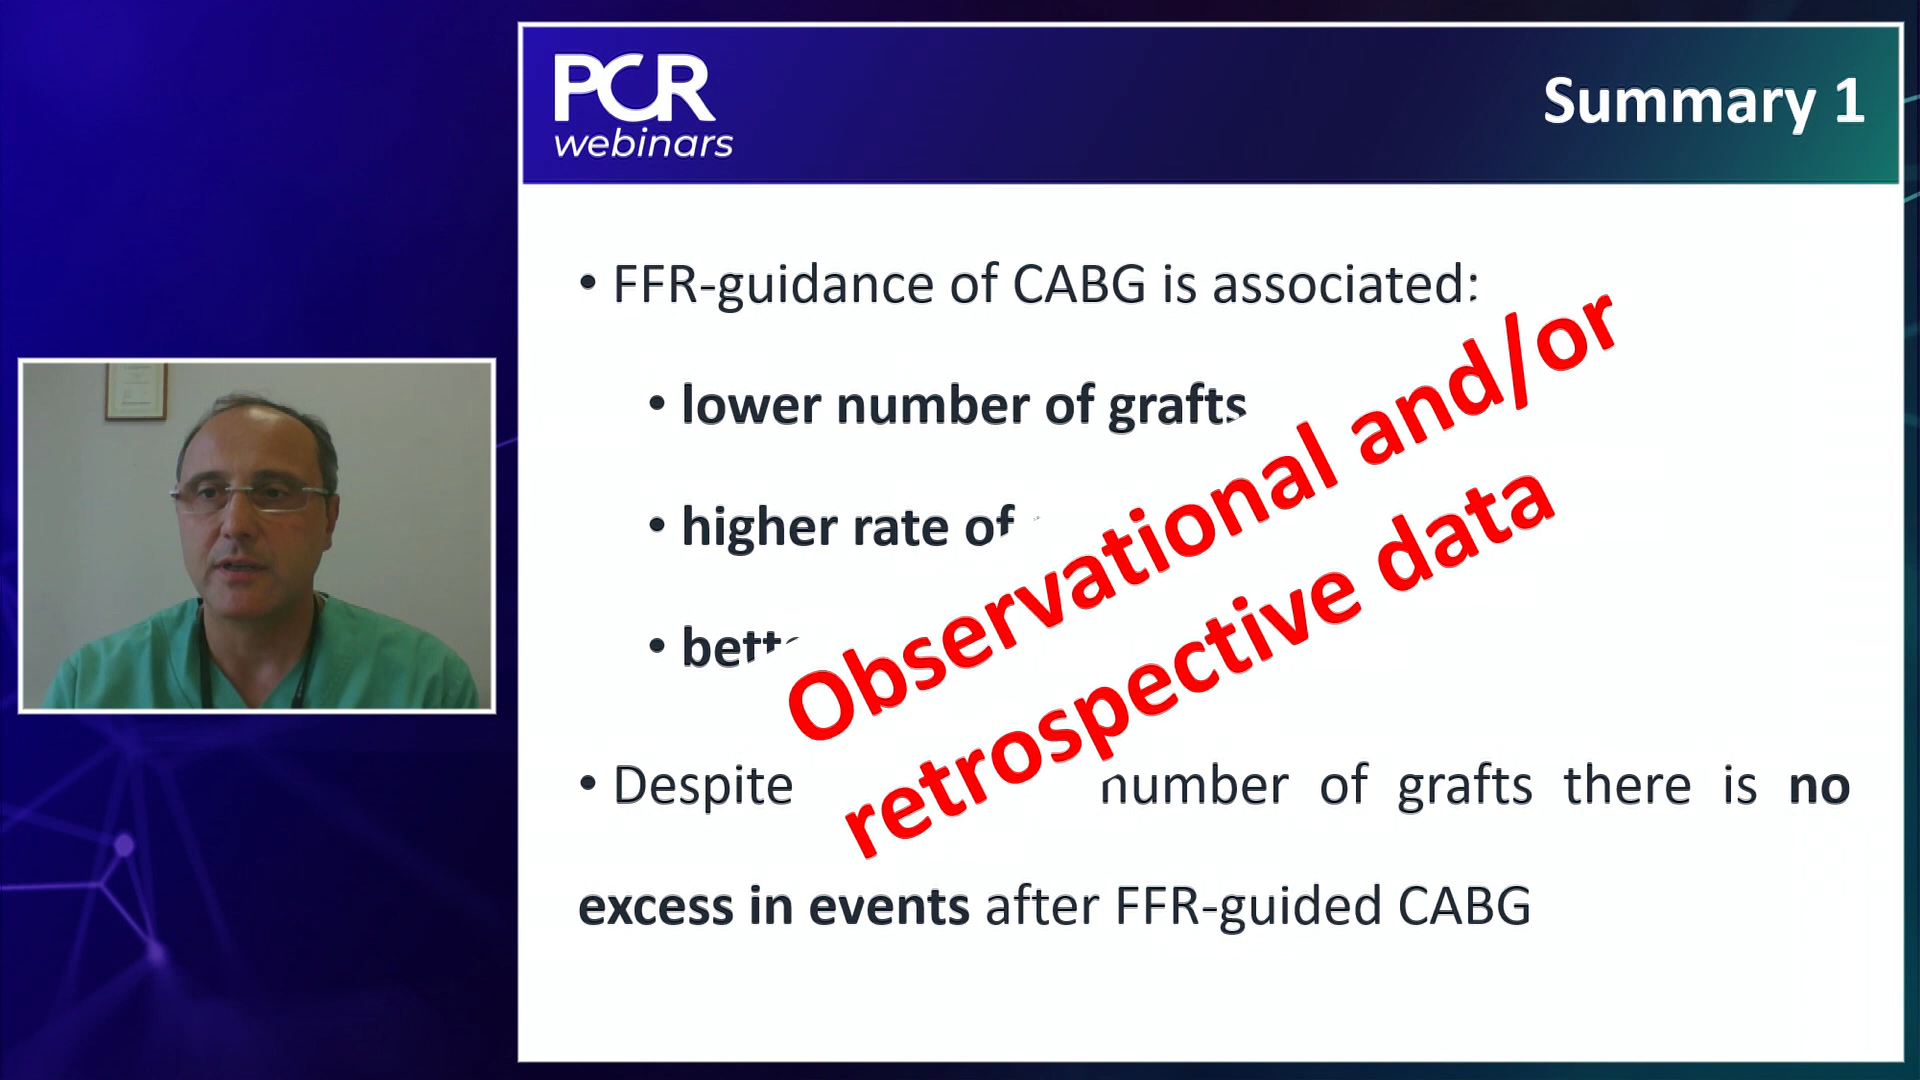 PCR
webinars
Summary 1
• FFR-guidance of CABG is associated:
• lower number of grafts
• higher rate of
Observational and/or
retrospective data
• Despite number of grafts there is no
excess in events after FFR-guided CABG